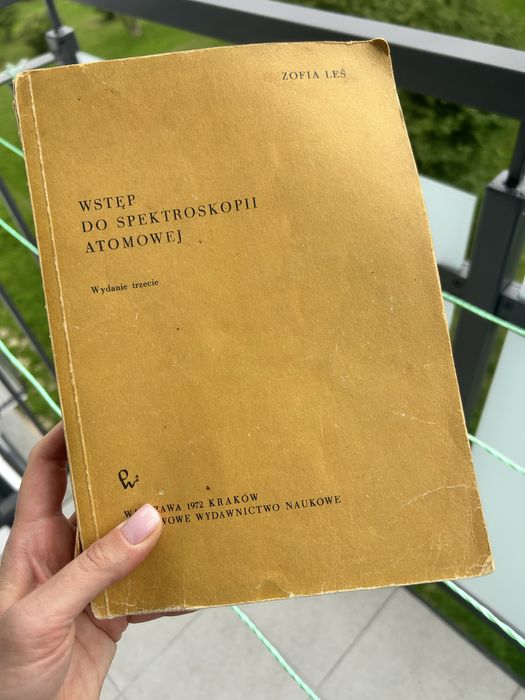 ZOFIA LEŚ
WSTĘP
DO SPEKTROSKOPII
ATOMOWEJ
Wydanie trzecie
1972 KRAKÓW
WYDAWNICTWO NAUKOWE